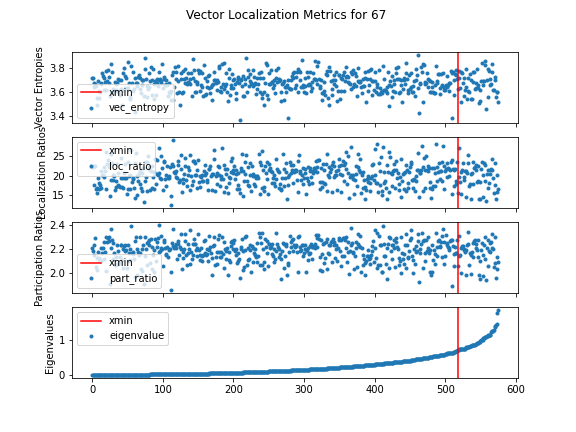 Vector Localization Metrics for 67
Vector Entropies
3.8
3.6
3.4
xmin
vec_entropy
Localization Ratios
25
20
15
xmin
loc_ratio
Participation Ratios
2.4
2.2
2.0
xmin
part_ratio
Eigenvalues
1
0
xmin
eigenvalue
0 100 200 300 400 500 600